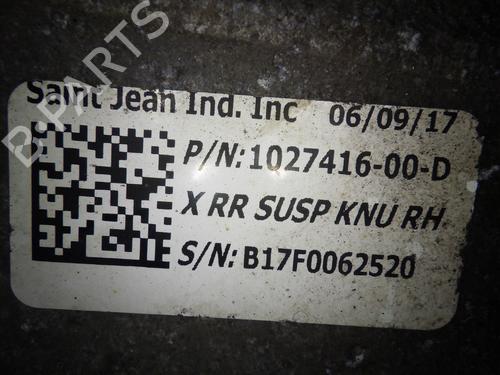 B-PARTS
Saint Jean Ind. Inc 06/09/17
P/N: 1027416-00-D
X RR SUSP KNU RH
S/N: B17F0062520